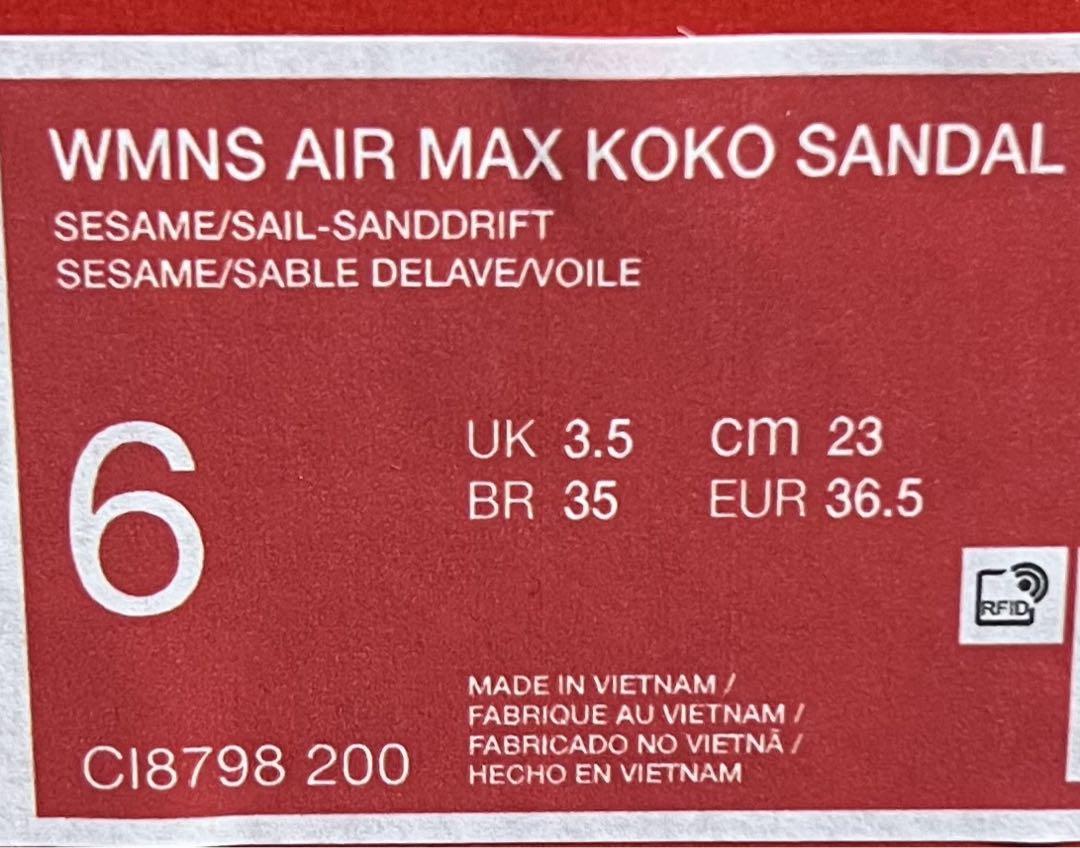 WMNS AIR MAX KOKO SANDAL
SESAME/SAIL-SANDDRIFT
SESAME/SABLE DELAVE/VOILE
6
UK 3.5 cm 23
BR 35 EUR 36.5
RFID
MADE IN VIETNAM /
FABRIQUE AU VIETNAM /
FABRICADO NO VIETNÃ /
HECHO EN VIETNAM
CI8798 200